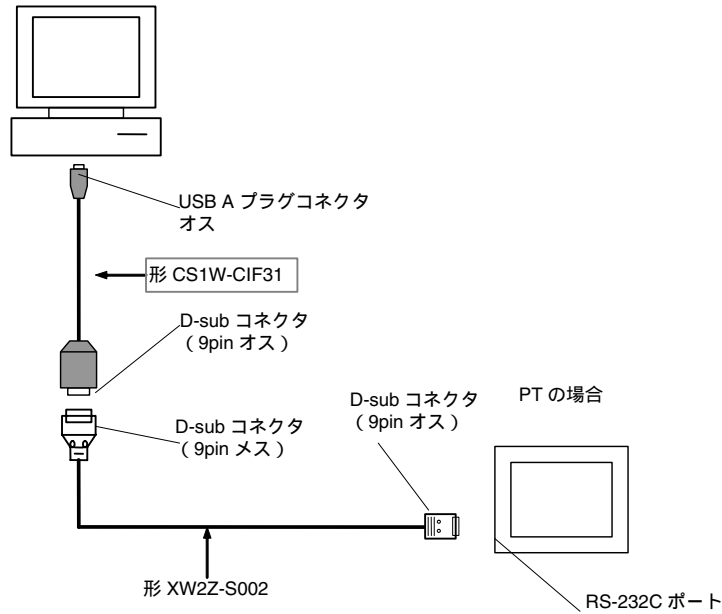 USB A プラグコネクタ
オス
形 CS1W-CIF31
D-sub コネクタ
（9pin オス）
D-sub コネクタ
（9pin メス）
D-sub コネクタ
（9pin オス）
PT の場合
形 XW2Z-S002
RS-232C ポート